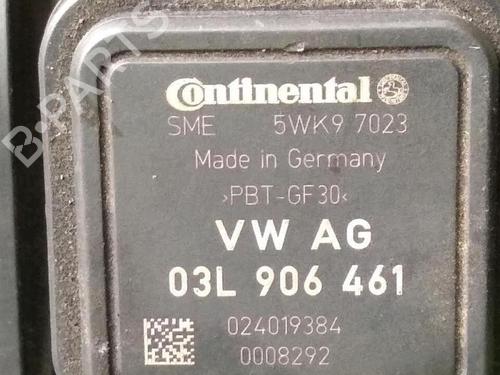 B-PARTS
Continental
SME 5WK9 7023
Made in Germany
>PBT-GF30<
VW AG
03L 906 461
024019384
0008292